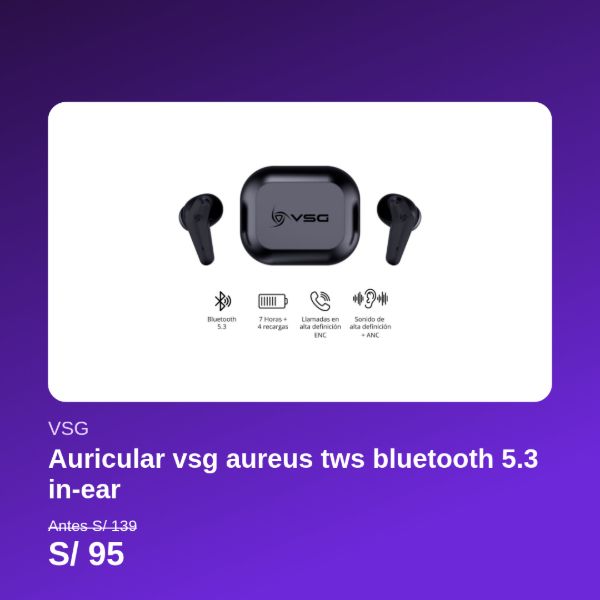 VSG
Bluetooth
5.3
7 Horas +
4 recargas
Llamadas en
alta definición
ENC
Sonido de
alta definición
+ ANC
VSG
Auricular vsg aureus tws bluetooth 5.3
in-ear
Antes S/ 139
S/ 95